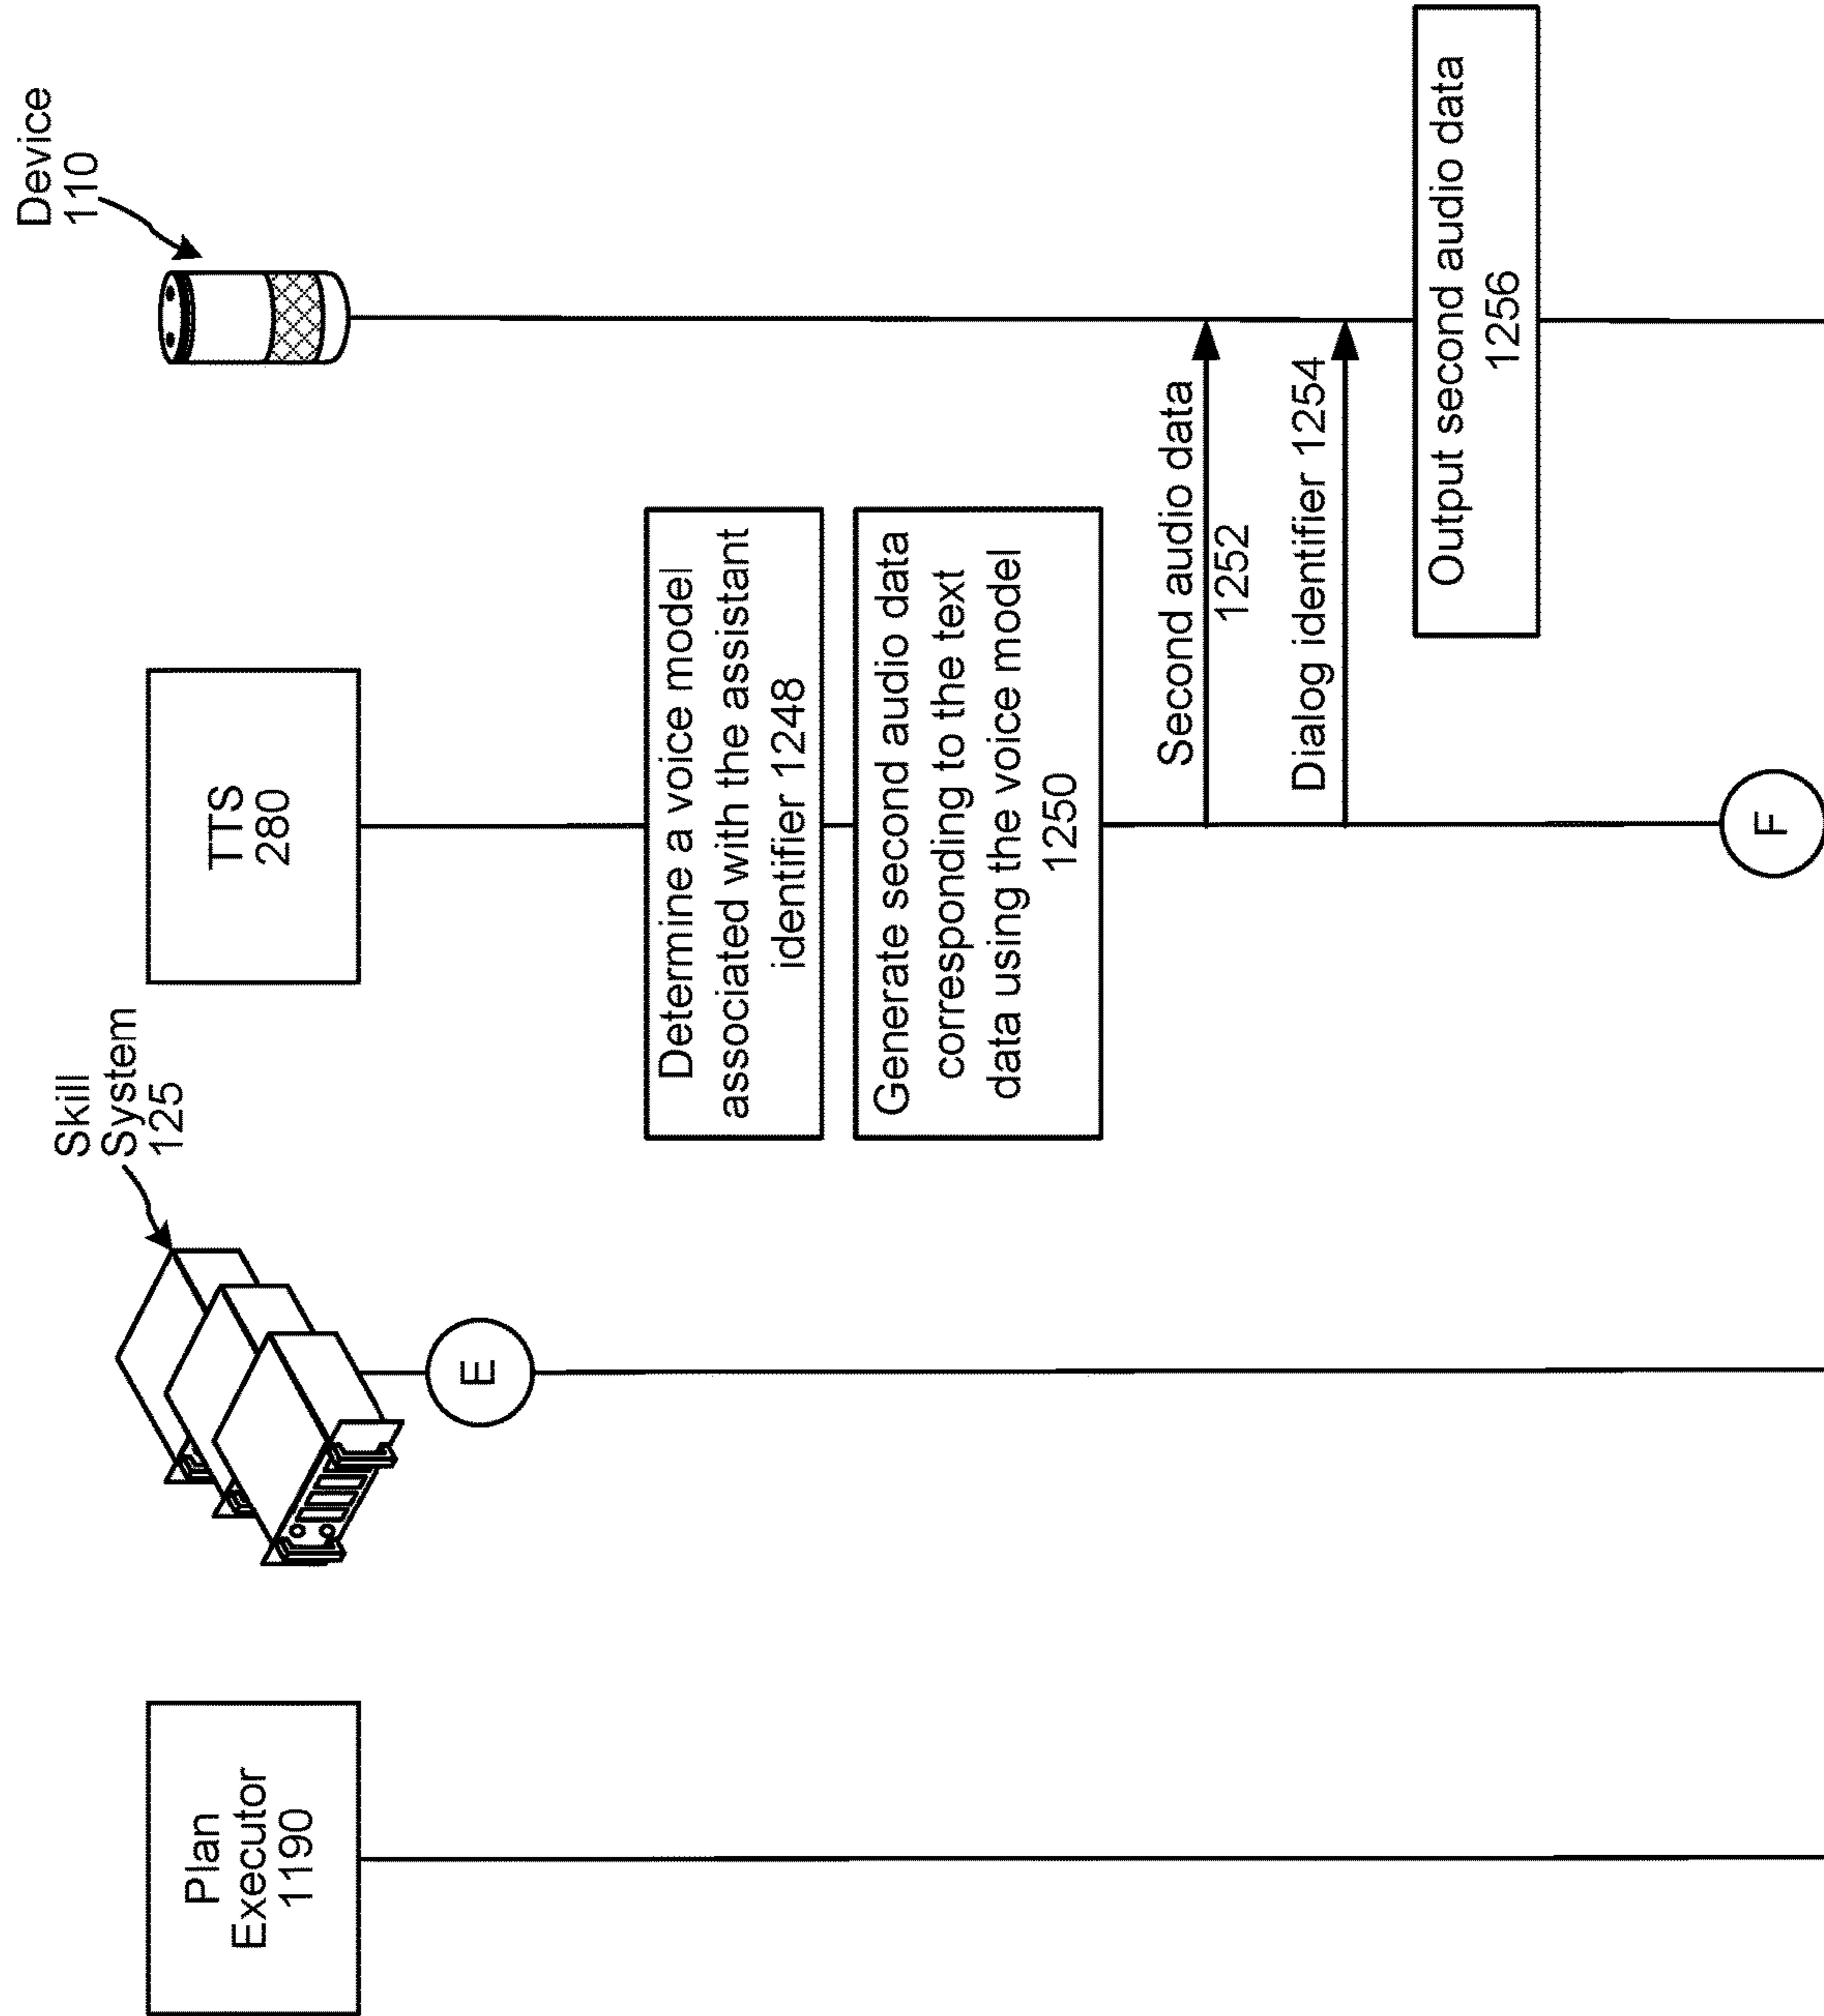 Plan
Executor
1190
Skill
System
125
E
TTS
280
Device
110
Determine a voice model
associated with the assistant
identifier 1248
Generate second audio data
corresponding to the text
data using the voice model
1250
Second audio data
1252
Dialog identifier 1254
Output second audio data
1256
F